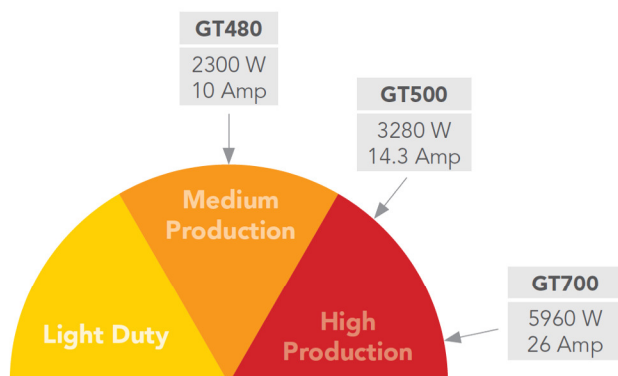 GT480
2300 W
10 Amp
GT500
3280 W
14.3 Amp
Medium
Production
GT700
5960 W
26 Amp
Light Duty
High
Production